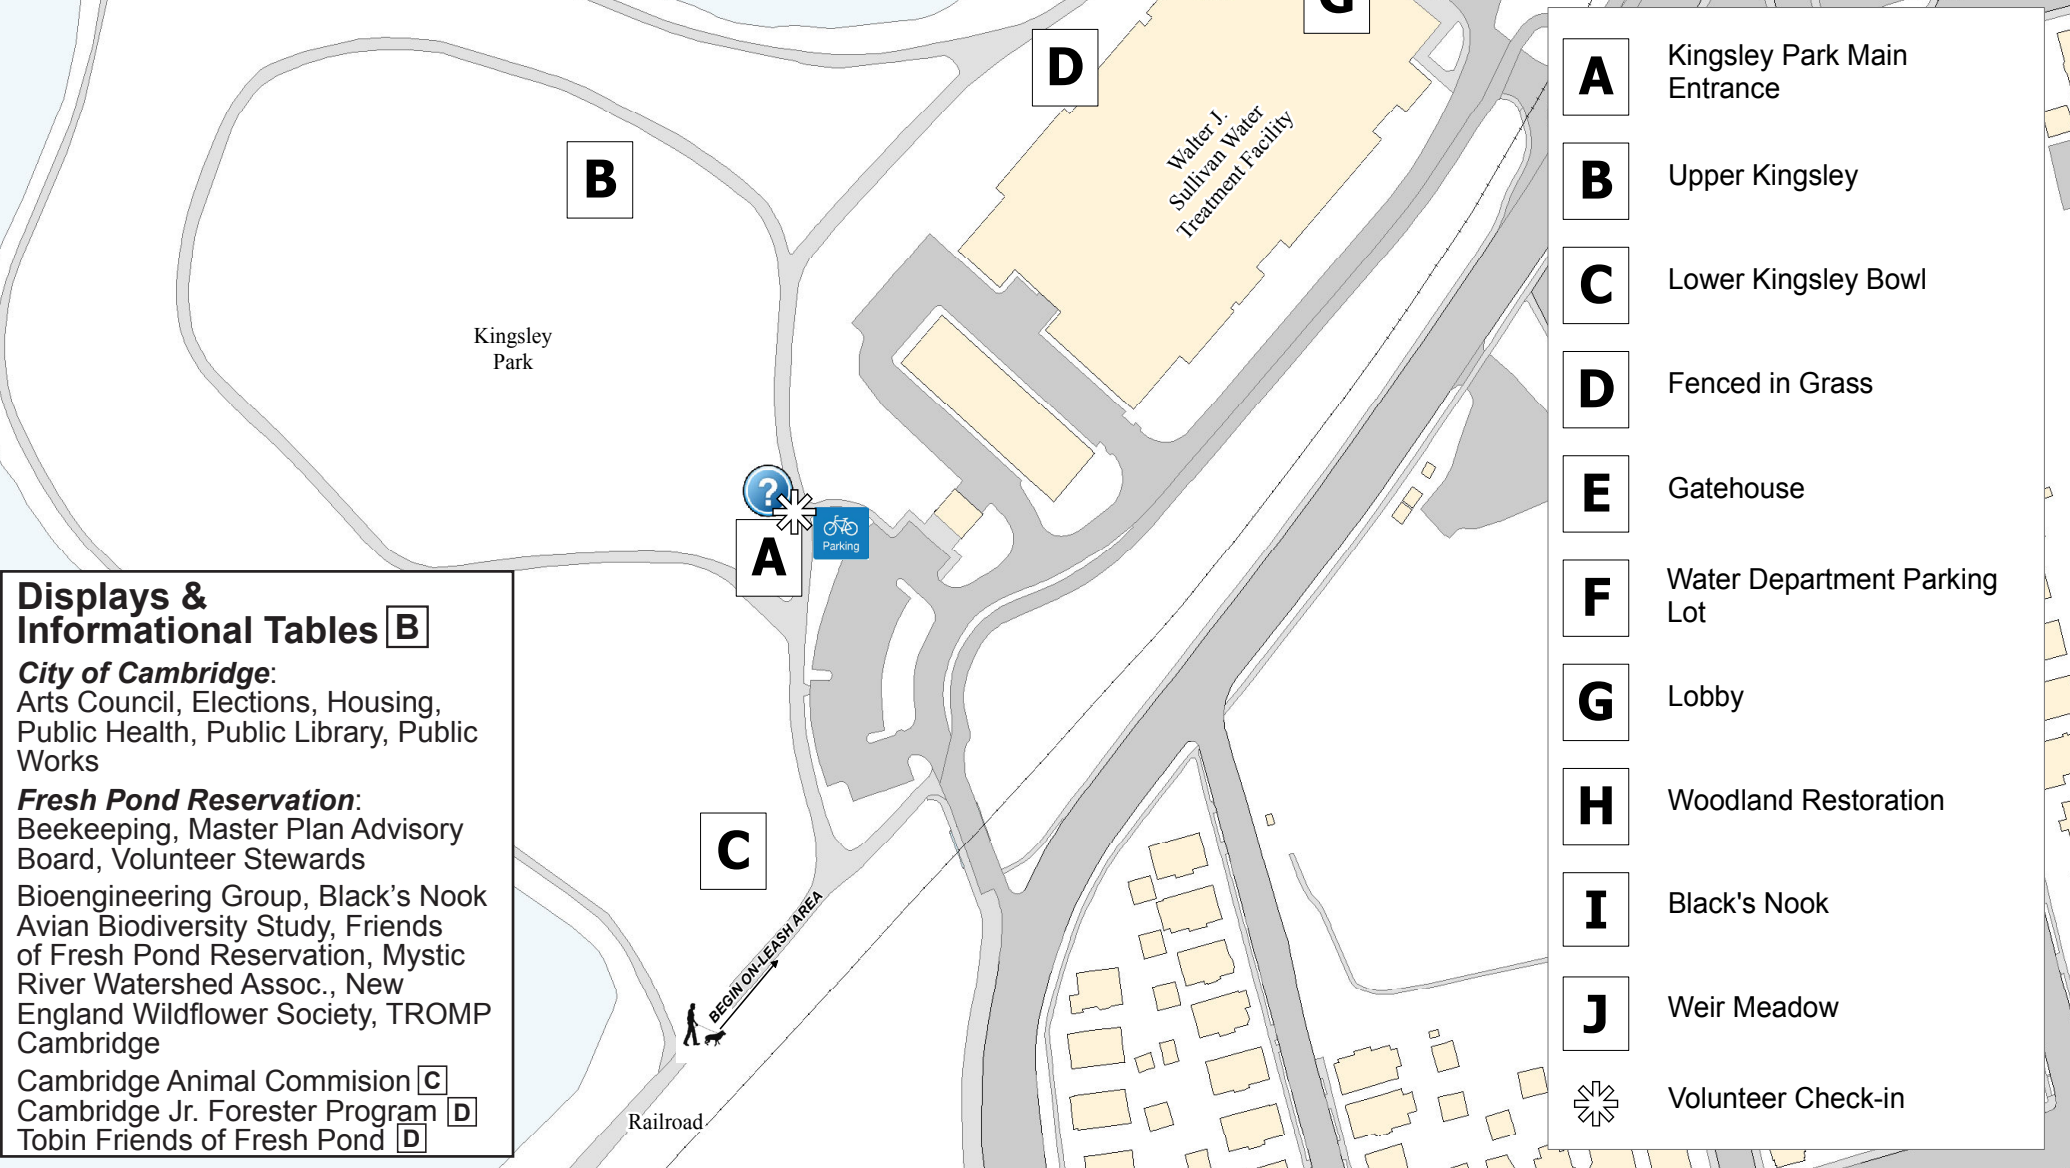 G
D
Walter J.
Sullivan Water
Treatment Facility
B
Kingsley
Park
?
A
Parking
C
BEGIN ON-LEASH AREA
Railroad
Displays &
Informational Tables B
City of Cambridge:
Arts Council, Elections, Housing,
Public Health, Public Library, Public
Works
Fresh Pond Reservation:
Beekeeping, Master Plan Advisory
Board, Volunteer Stewards
Bioengineering Group, Black’s Nook
Avian Biodiversity Study, Friends
of Fresh Pond Reservation, Mystic
River Watershed Assoc., New
England Wildflower Society, TROMP
Cambridge
Cambridge Animal Commision C
Cambridge Jr. Forester Program D
Tobin Friends of Fresh Pond D
A Kingsley Park Main
Entrance
B Upper Kingsley
C Lower Kingsley Bowl
D Fenced in Grass
E Gatehouse
F Water Department Parking
Lot
G Lobby
H Woodland Restoration
I Black's Nook
J Weir Meadow
Volunteer Check-in